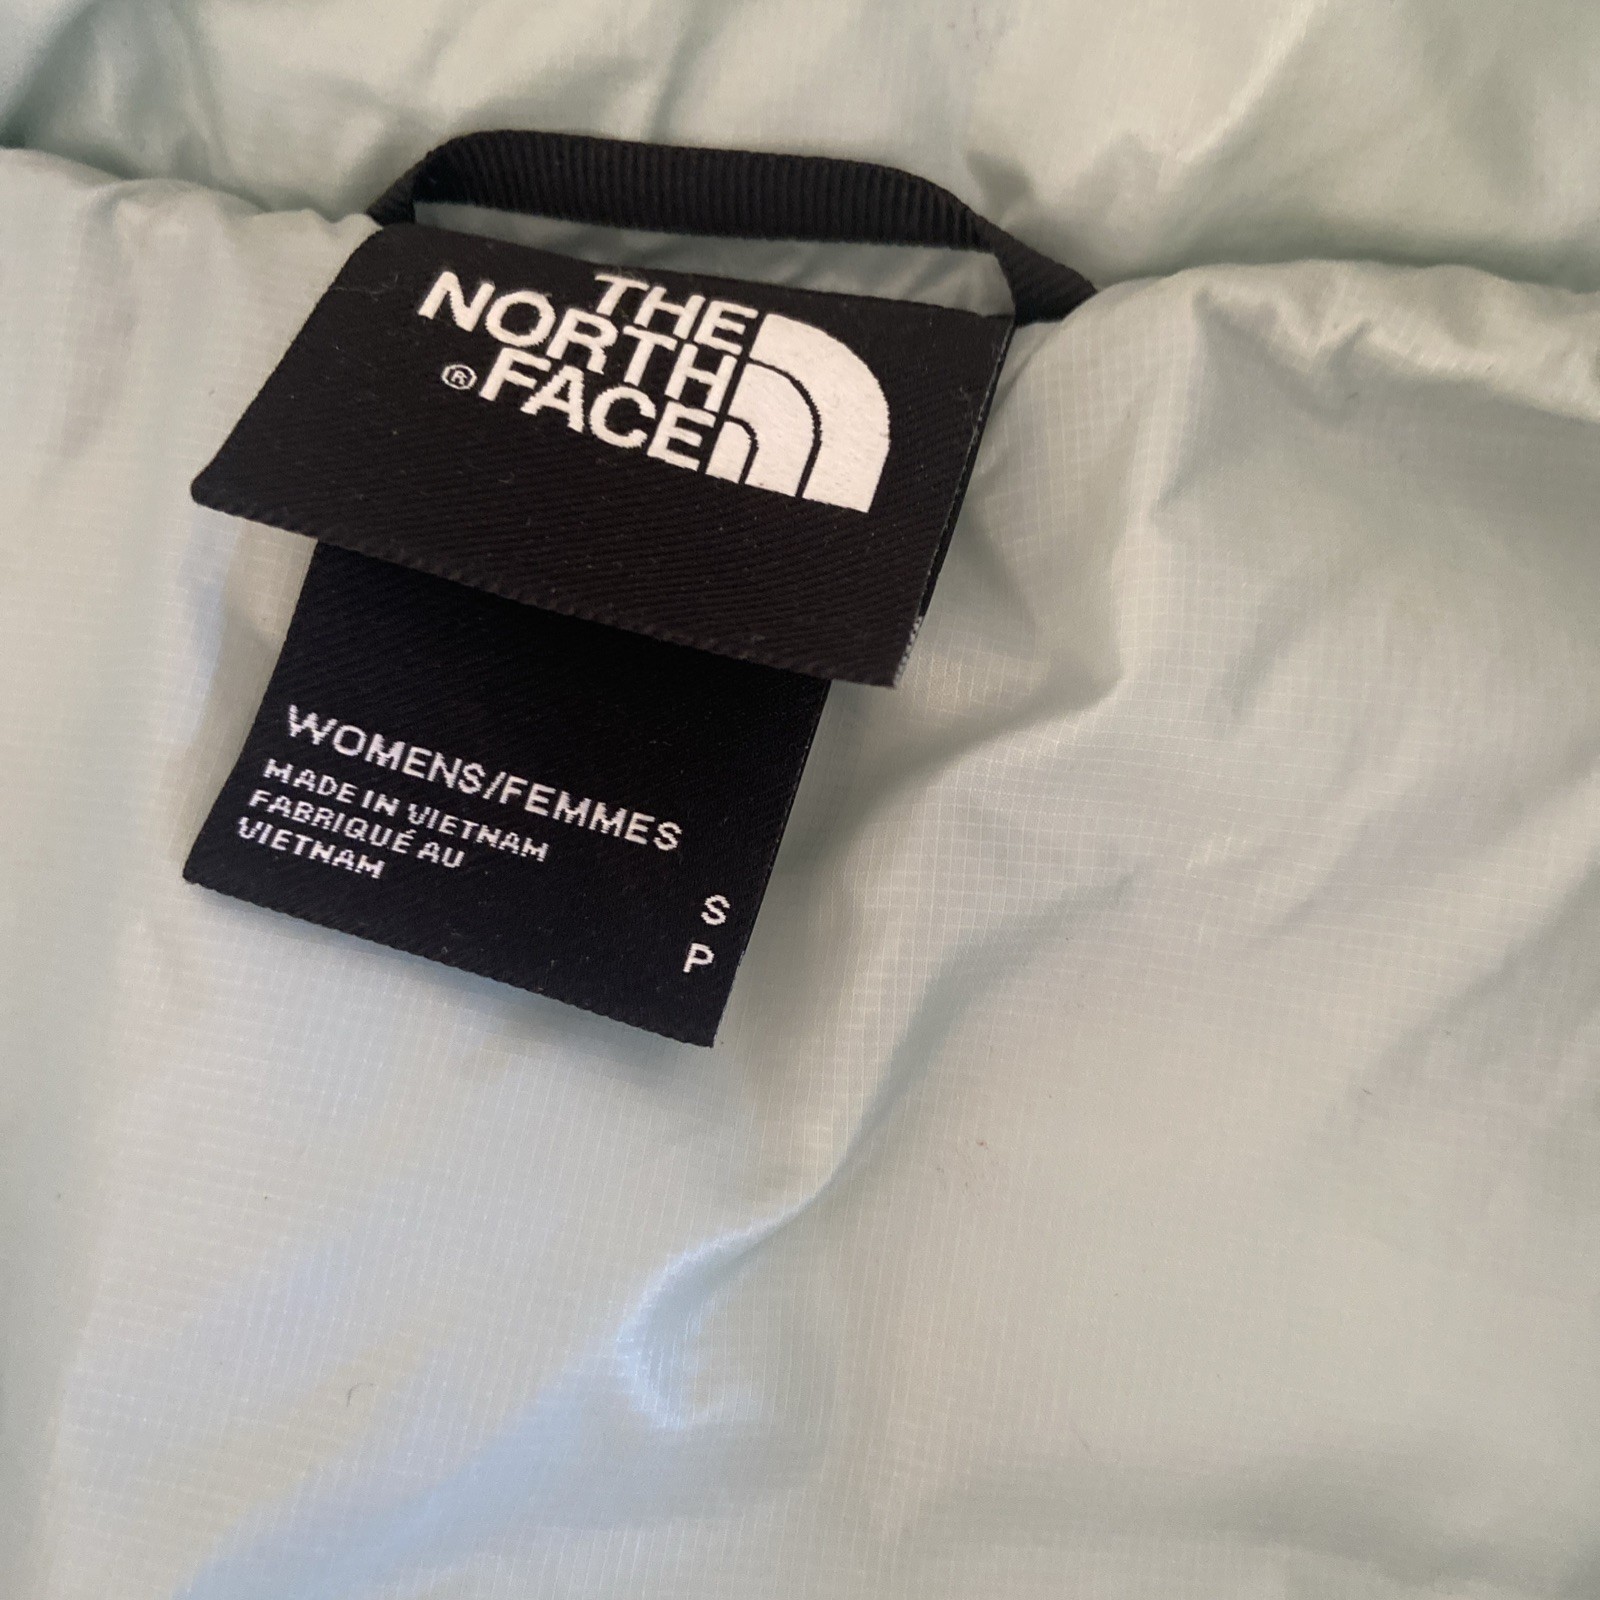 THE
NORTH
®FACE
WOMENS/FEMMES
MADE IN VIETNAM
FABRIQUÉ AU
VIETNAM
S
P